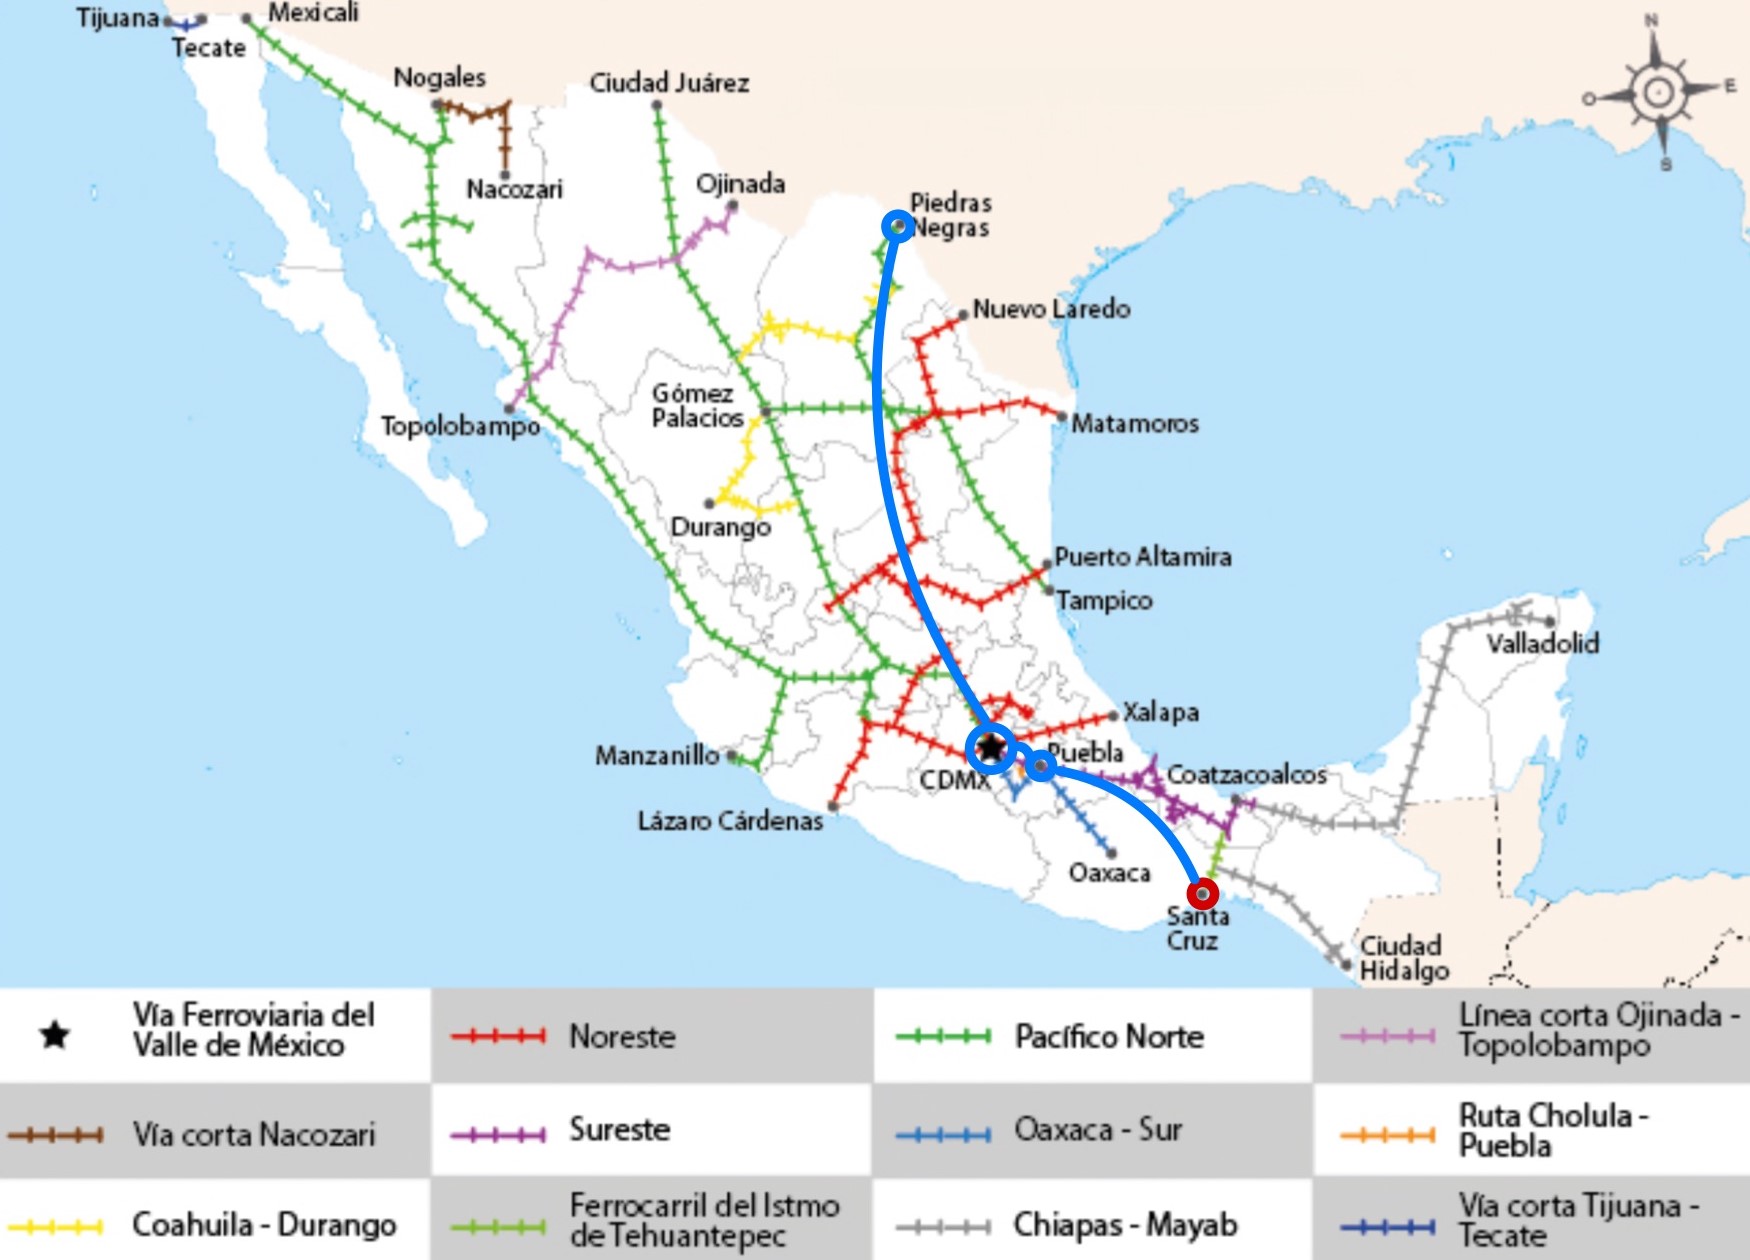 Tijuana
Mexicali
Tecate
Nogales
Ciudad Juárez
N
O
E
S
Nacozari
Ojinada
Piedras
Negras
Nuevo Laredo
Gómez
Palacios
Topolobampo
Matamoros
Durango
Puerto Altamira
Tampico
Valladolid
Xalapa
Manzanillo
Puebla
CDMX
Coatzacoalcos
Lázaro Cárdenas
Oaxaca
Santa
Cruz
Ciudad
Hidalgo
Vía Ferroviaria del
Valle de México
Noreste
Pacífico Norte
Línea corta Ojinada -
Topolobampo
Vía corta Nacozari
Sureste
Oaxaca - Sur
Ruta Cholula -
Puebla
Coahuila - Durango
Ferrocarril del Istmo
de Tehuantepec
Chiapas - Mayab
Vía corta Tijuana -
Tecate